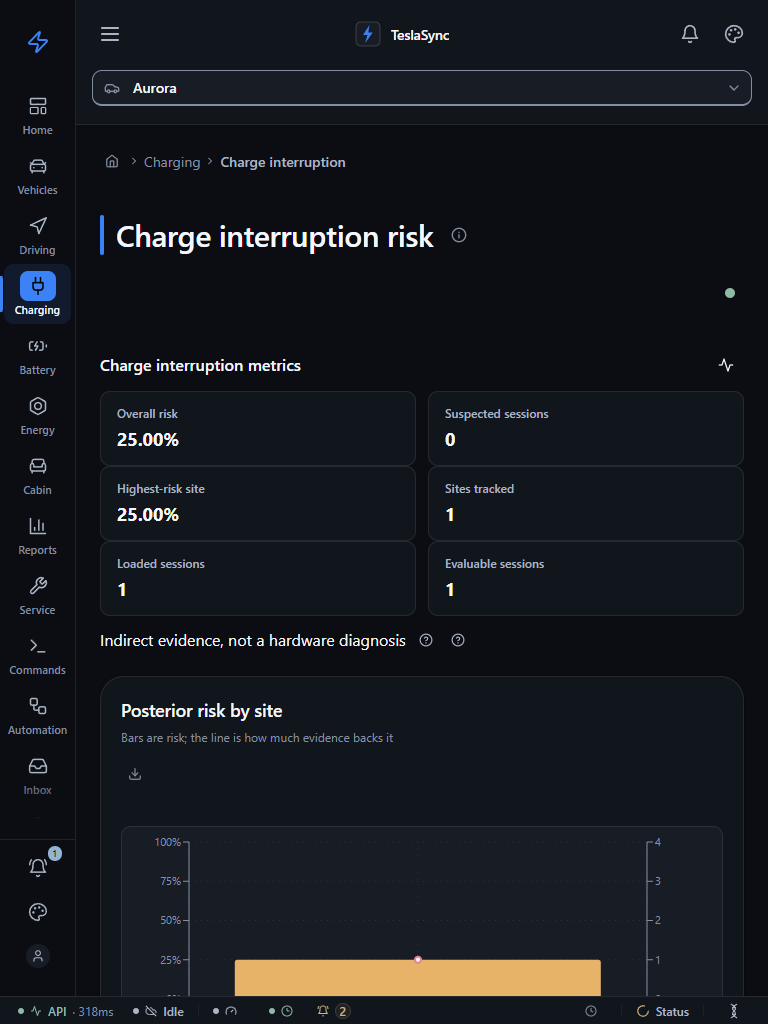 TeslaSync
Aurora
Home
Vehicles
Driving
Charging
Battery
Energy
Cabin
Reports
Service
Commands
Automation
Inbox
1
Charging
Charge interruption
Charge interruption risk
Charge interruption metrics
Overall risk
25.00%
Suspected sessions
0
Highest-risk site
25.00%
Sites tracked
1
Loaded sessions
1
Evaluable sessions
1
Indirect evidence, not a hardware diagnosis
Posterior risk by site
Bars are risk; the line is how much evidence backs it
100%
4
75%
3
50%
2
25%
1
API · 318ms
Idle
2
Status